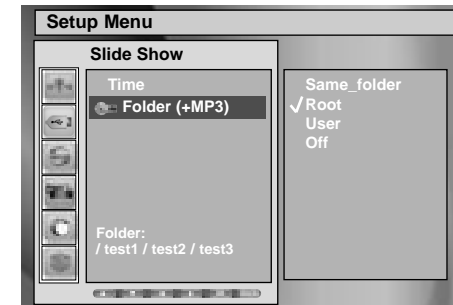 Setup Menu
Slide Show
Time
Folder (+MP3)
Folder:
/ test1 / test2 / test3
Same_folder
√Root
User
Off